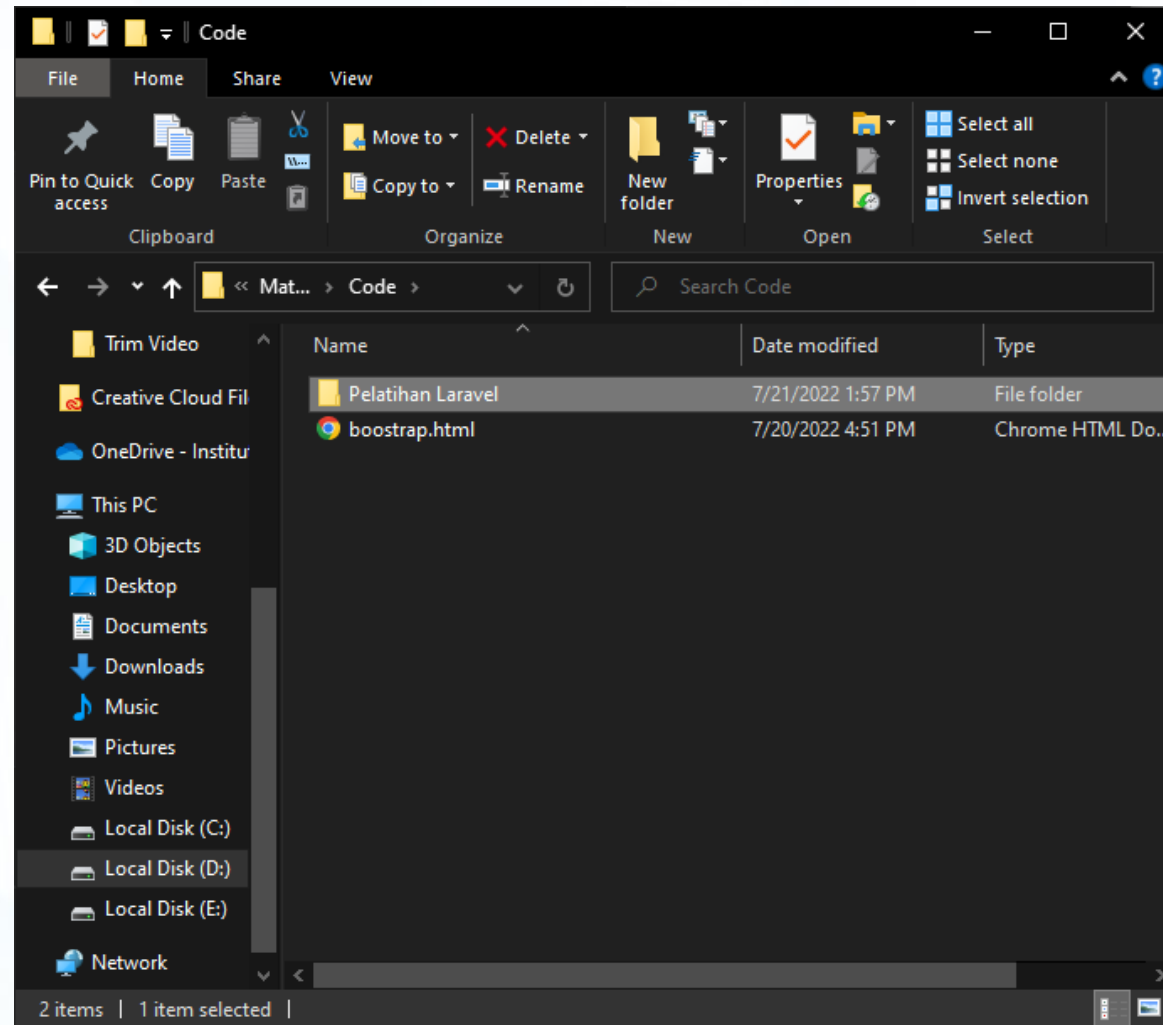 Code
File Home Share View
Pin to Quick access Copy Paste
Move to Delete
Copy to Rename
New folder
Properties
Select all
Select none
Invert selection
Clipboard Organize New Open Select
« Mat... › Code ›
Search Code
Name Date modified Type
Pelatihan Laravel 7/21/2022 1:57 PM File folder
boostrap.html 7/20/2022 4:51 PM Chrome HTML Do..
Trim Video
Creative Cloud Fil
OneDrive - Institu
This PC
3D Objects
Desktop
Documents
Downloads
Music
Pictures
Videos
Local Disk (C:)
Local Disk (D:)
Local Disk (E:)
Network
2 items | 1 item selected |